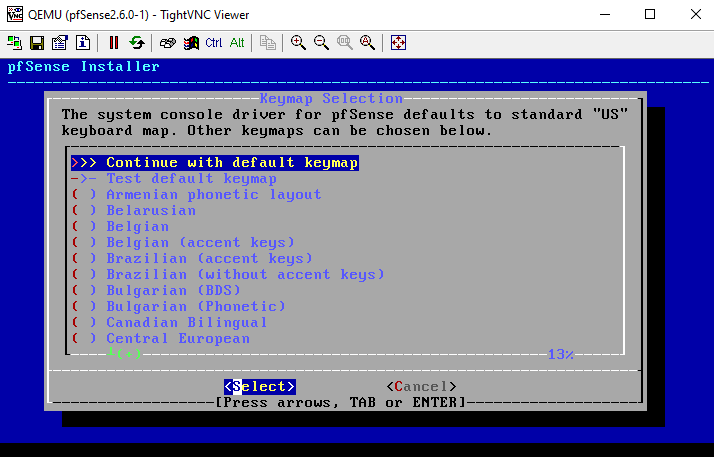 QEMU (pfSense2.6.0-1) - TightVNC Viewer
Ctrl Alt
pfSense Installer
Keymap Selection
The system console driver for pfSense defaults to standard "US"
keyboard map. Other keymaps can be chosen below.
>>> Continue with default keymap
->- Test default keymap
( ) Armenian phonetic layout
( ) Belarusian
( ) Belgian
( ) Belgian (accent keys)
( ) Brazilian (accent keys)
( ) Brazilian (without accent keys)
( ) Bulgarian (BDS)
( ) Bulgarian (Phonetic)
( ) Canadian Bilingual
( ) Central European
└(+) 13%
<Select> <Cancel>
[Press arrows, TAB or ENTER]